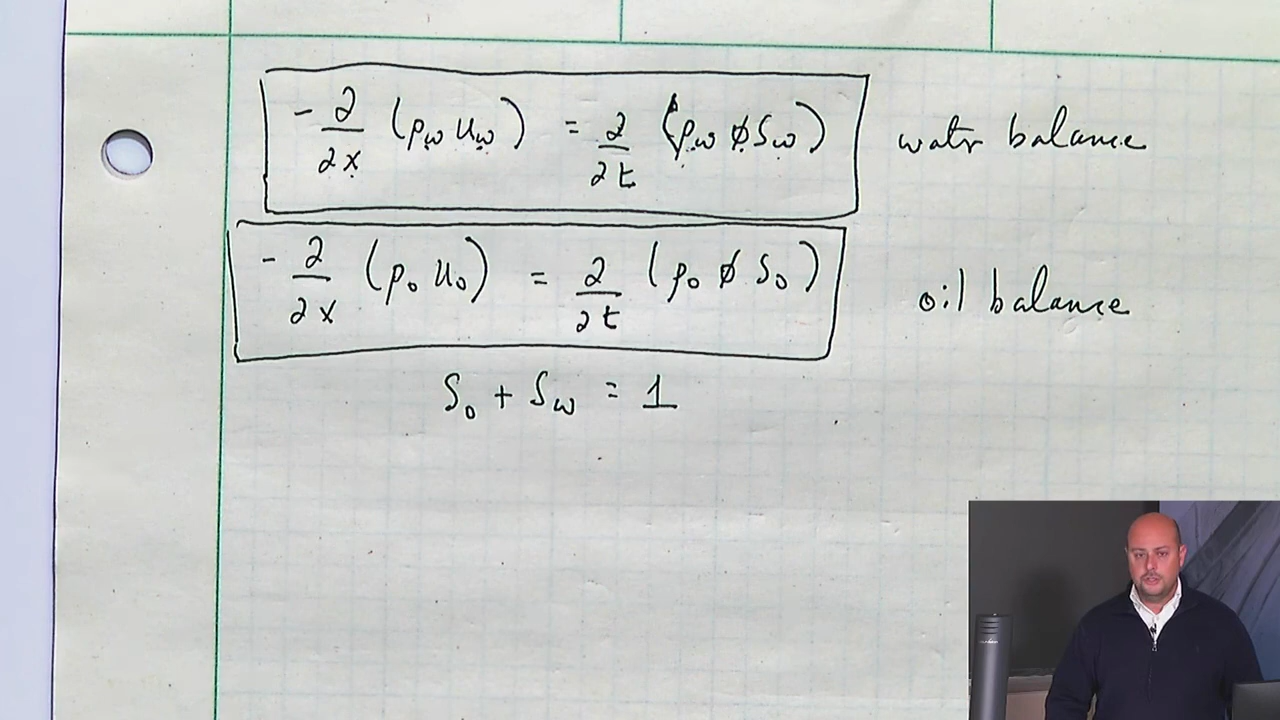 - ∂/∂x (ρw uw) = ∂/∂t (ρw ϕ Sw) water balance
- ∂/∂x (ρo uo) = ∂/∂t (ρo ϕ So) oil balance
So + Sw = 1